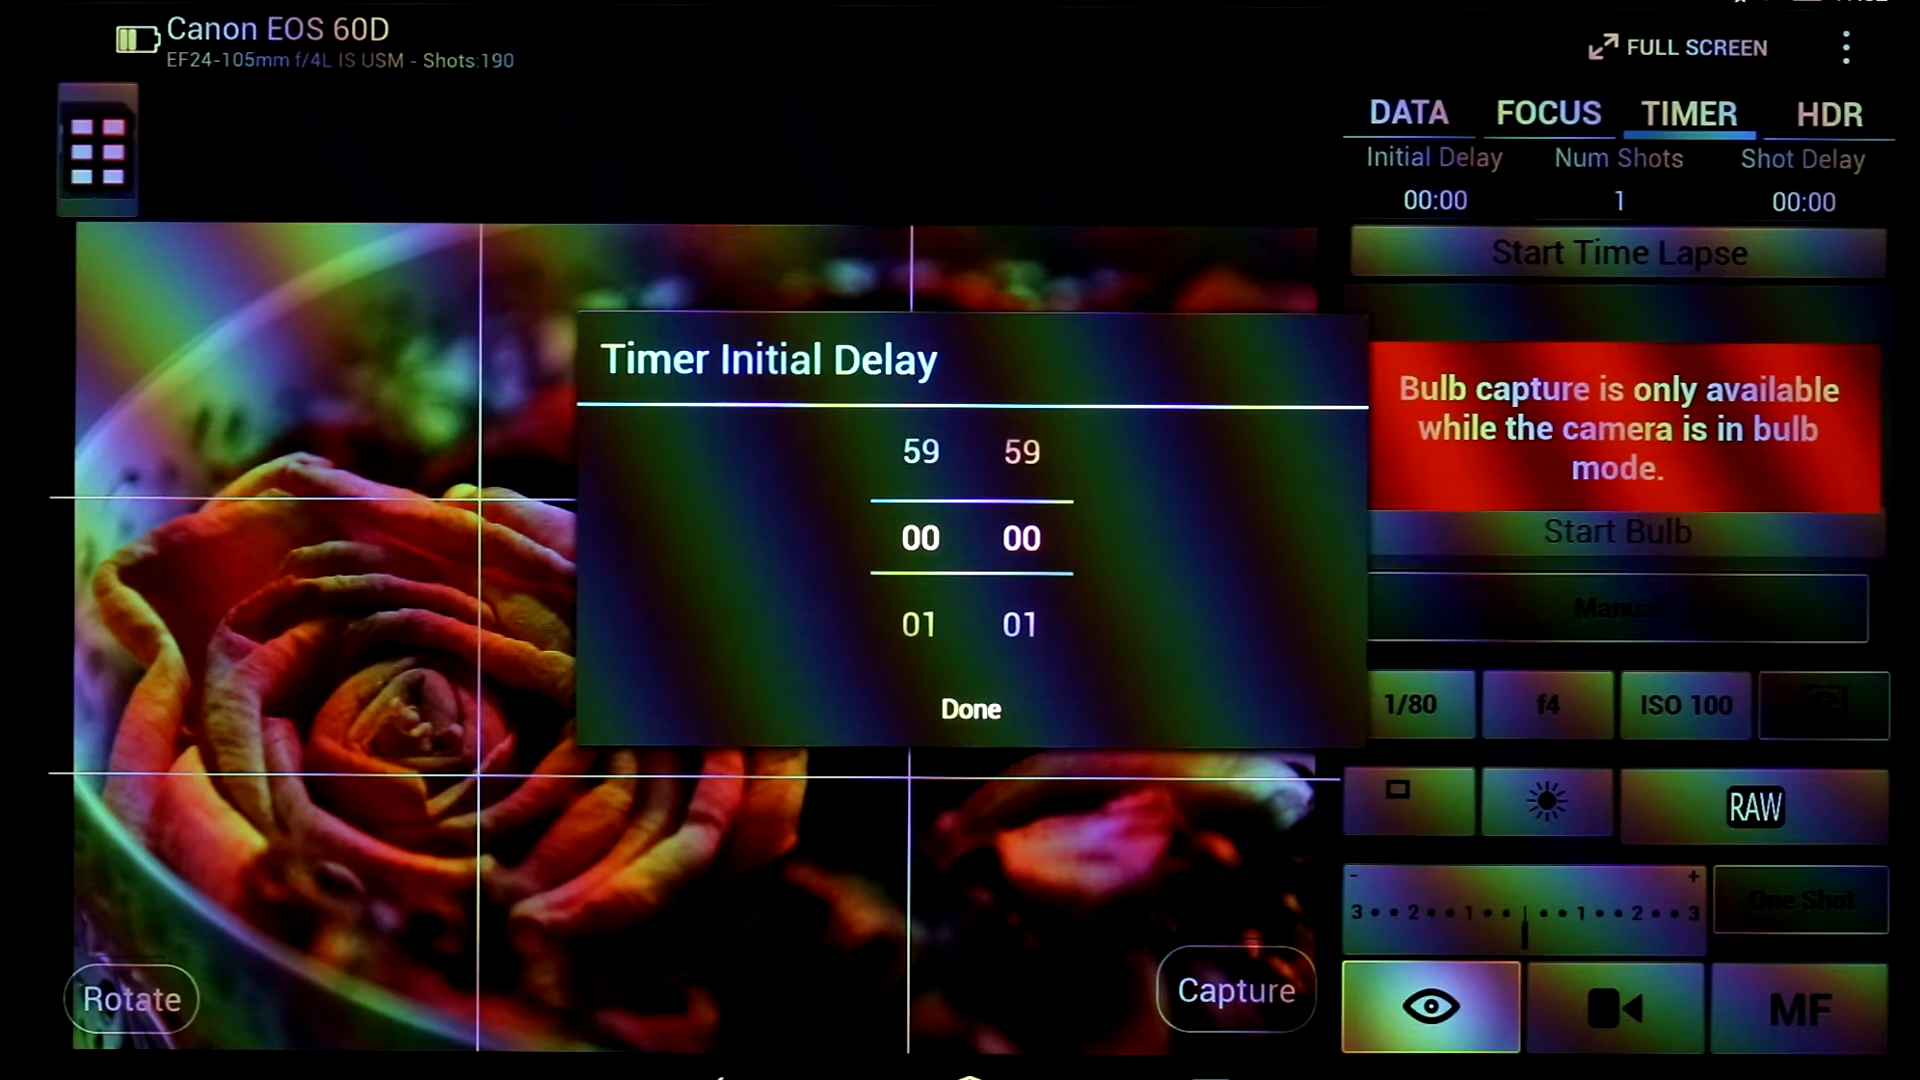 Canon EOS 60D
EF24-105mm f/4L IS USM - Shots:190
FULL SCREEN
DATA FOCUS TIMER HDR
Initial Delay Num Shots Shot Delay
00:00 1 00:00
Start Time Lapse
Bulb capture is only available
while the camera is in bulb
mode.
Start Bulb
Manual
1/80 f4 ISO 100
RAW
- +
3 2 1 1 2 3
One Shot
MF
Timer Initial Delay
59 59
00 00
01 01
Done
Rotate
Capture